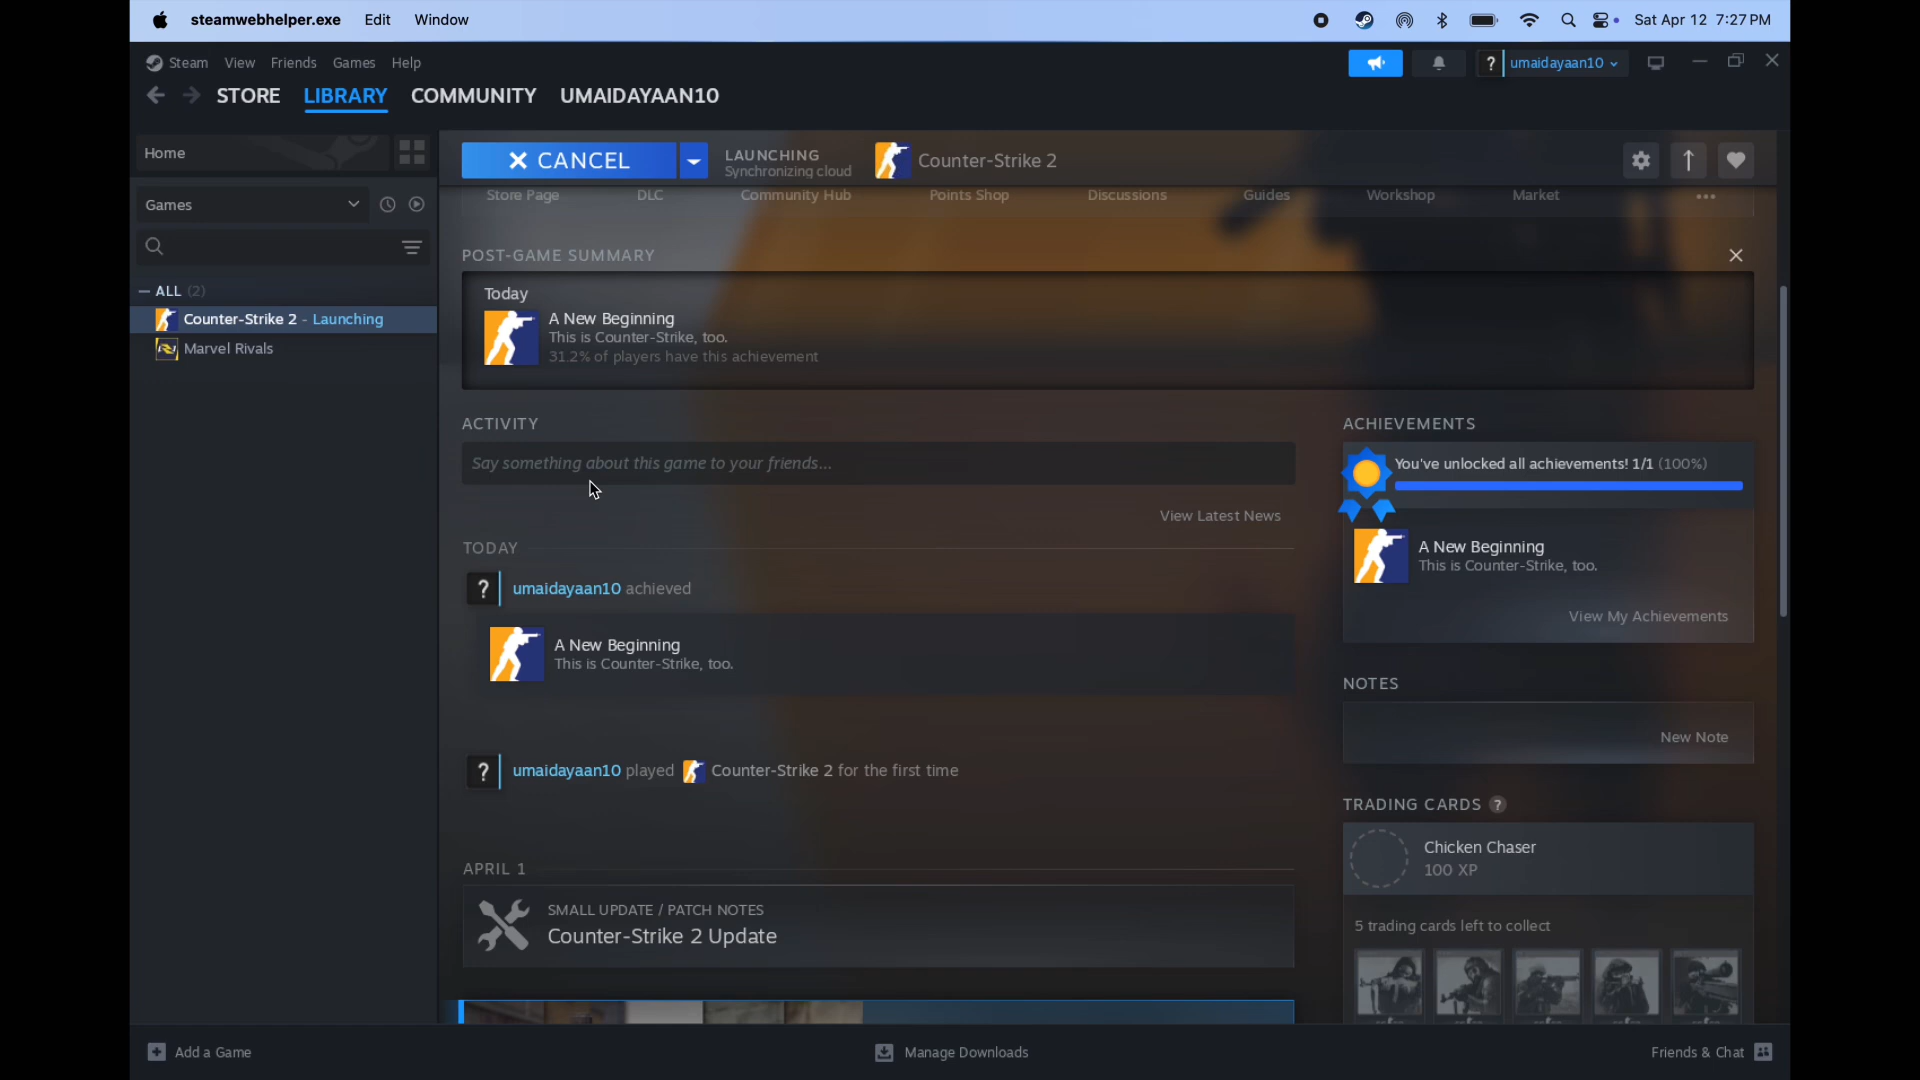 steamwebhelper.exe Edit Window Sat Apr 12 7:27 PM
Steam View Friends Games Help ? umaidayaan10
STORE LIBRARY COMMUNITY UMAIDAYAAN10
Home
Games
ALL (2)
Counter-Strike 2 - Launching
Marvel Rivals
CANCEL
LAUNCHING
Synchronizing cloud
Counter-Strike 2
Store Page DLC Community Hub Points Shop Discussions Guides Workshop Market
POST-GAME SUMMARY
Today
A New Beginning
This is Counter-Strike, too.
31.2% of players have this achievement
ACTIVITY
Say something about this game to your friends...
View Latest News
TODAY
? umaidayaan10 achieved
A New Beginning
This is Counter-Strike, too.
? umaidayaan10 played Counter-Strike 2 for the first time
APRIL 1
SMALL UPDATE / PATCH NOTES
Counter-Strike 2 Update
ACHIEVEMENTS
You've unlocked all achievements! 1/1 (100%)
A New Beginning
This is Counter-Strike, too.
View My Achievements
NOTES
New Note
TRADING CARDS ?
Chicken Chaser
100 XP
5 trading cards left to collect
Add a Game Manage Downloads Friends & Chat